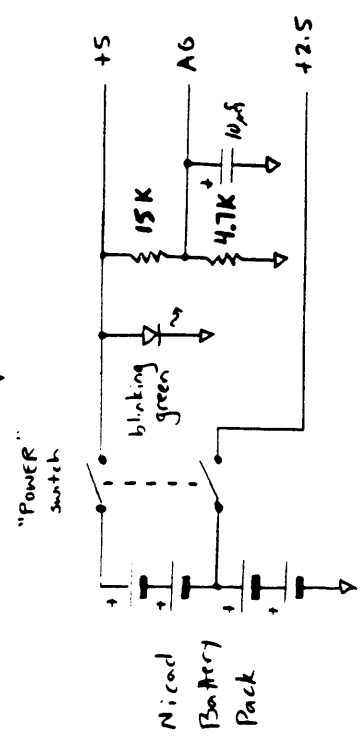 "POWER"
switch
+5
15K
AG
4.7K
+
10µf
+2.5
blinking
green
+
+
+
+
Nicad
Battery
Pack